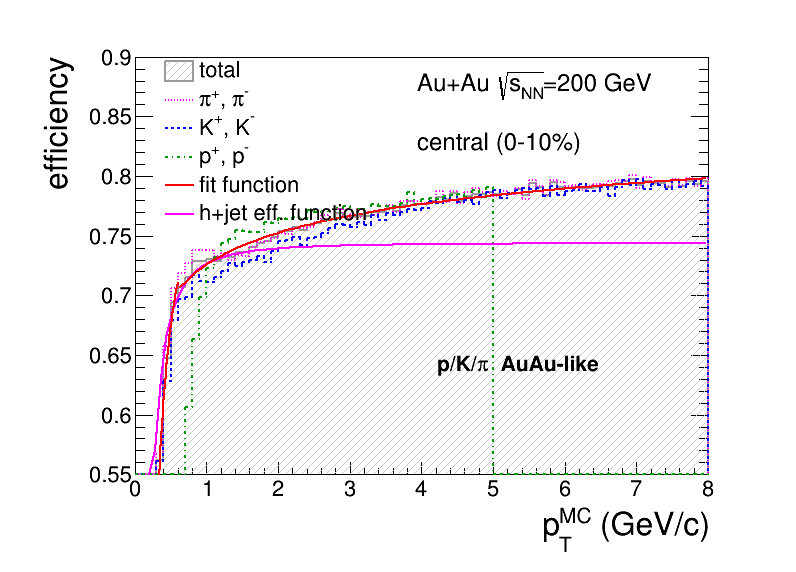 efficiency
0.9
0.85
0.8
0.75
0.7
0.65
0.6
0.55
total
π⁺, π⁻
K⁺, K⁻
p⁺, p⁻
fit function
h+jet eff. function
Au+Au √s_NN=200 GeV
central (0-10%)
p/K/π AuAu-like
0 1 2 3 4 5 6 7 8
p_T^MC (GeV/c)